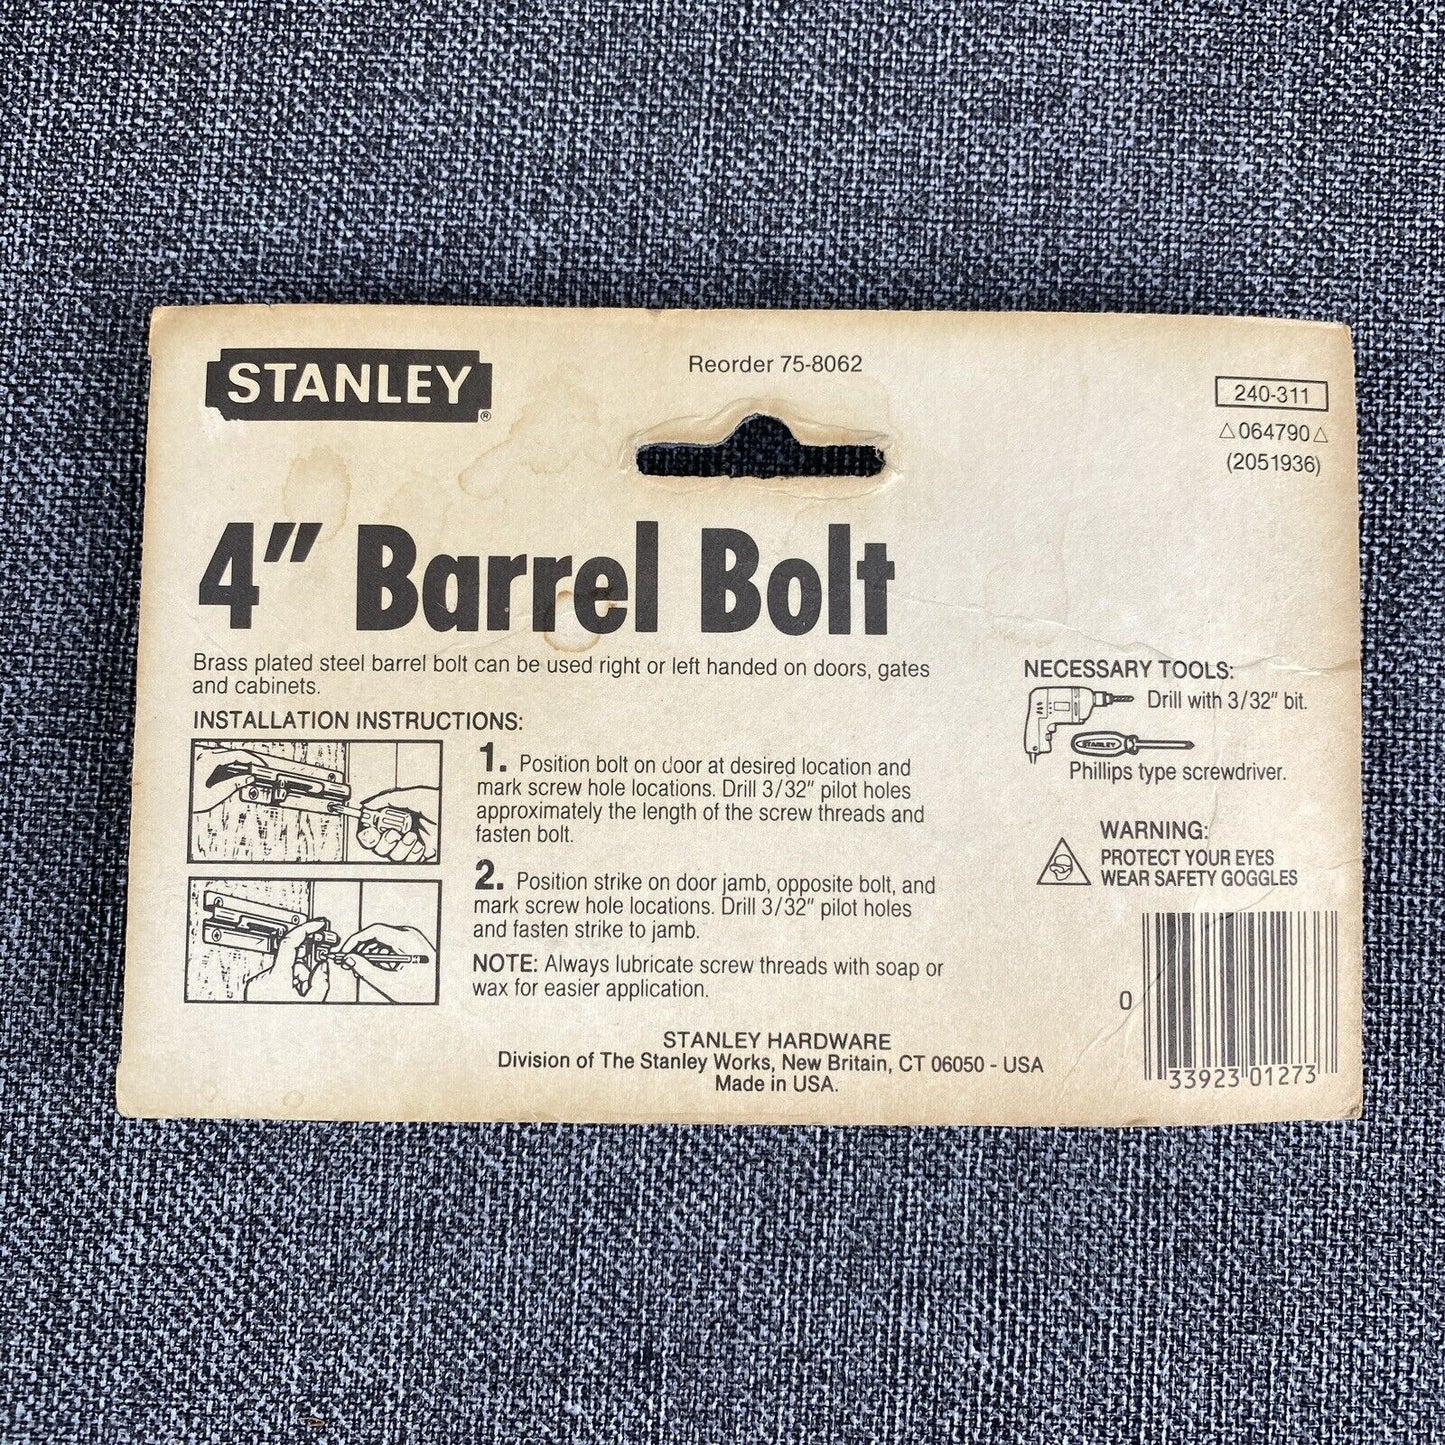 STANLEY®
Reorder 75-8062
240-311
△064790△
(2051936)
4" Barrel Bolt
Brass plated steel barrel bolt can be used right or left handed on doors, gates
and cabinets.
INSTALLATION INSTRUCTIONS:
1. Position bolt on door at desired location and
mark screw hole locations. Drill 3/32" pilot holes
approximately the length of the screw threads and
fasten bolt.
2. Position strike on door jamb, opposite bolt, and
mark screw hole locations. Drill 3/32" pilot holes
and fasten strike to jamb.
NOTE: Always lubricate screw threads with soap or
wax for easier application.
NECESSARY TOOLS:
Drill with 3/32" bit.
STANLEY
Phillips type screwdriver.
WARNING:
PROTECT YOUR EYES
WEAR SAFETY GOGGLES
0 33923 01273
STANLEY HARDWARE
Division of The Stanley Works, New Britain, CT 06050 - USA
Made in USA.